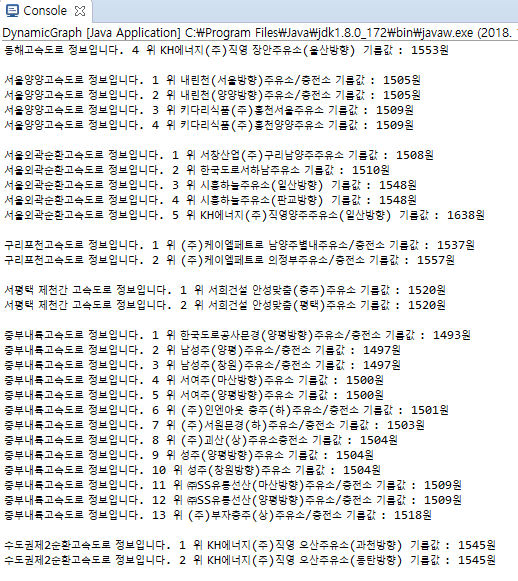 Console
DynamicGraph [Java Application] C:₩Program Files₩Java₩jdk1.8.0_172₩bin₩javaw.exe (2018.
동해고속도로 정보입니다. 4 위 KH에너지(주)직영 장안주유소(울산방향) 기름값 : 1553원
서울양양고속도로 정보입니다. 1 위 내린천(서울방향)주유소/충전소 기름값 : 1505원
서울양양고속도로 정보입니다. 2 위 내린천(양양방향)주유소/충전소 기름값 : 1505원
서울양양고속도로 정보입니다. 3 위 키다리식품(주)홍천서울주유소 기름값 : 1509원
서울양양고속도로 정보입니다. 4 위 키다리식품(주)홍천양양주유소 기름값 : 1509원
서울외곽순환고속도로 정보입니다. 1 위 서창산업(주)구리남양주주유소 기름값 : 1508원
서울외곽순환고속도로 정보입니다. 2 위 한국도로서하남주유소 기름값 : 1510원
서울외곽순환고속도로 정보입니다. 3 위 시흥하늘주유소(일산방향) 기름값 : 1548원
서울외곽순환고속도로 정보입니다. 4 위 시흥하늘주유소(판교방향) 기름값 : 1548원
서울외곽순환고속도로 정보입니다. 5 위 KH에너지(주)직영양주주유소(일산방향) 기름값 : 1638원
구리포천고속도로 정보입니다. 1 위 (주)케이엘페트로 남양주별내주유소/충전소 기름값 : 1537원
구리포천고속도로 정보입니다. 2 위 (주)케이엘페트로 의정부주유소/충전소 기름값 : 1557원
서평택 제천간 고속도로 정보입니다. 1 위 서희건설 안성맞춤(충주)주유소 기름값 : 1520원
서평택 제천간 고속도로 정보입니다. 2 위 서희건설 안성맞춤(평택)주유소 기름값 : 1520원
중부내륙고속도로 정보입니다. 1 위 한국도로공사문경(양평방향)주유소/충전소 기름값 : 1493원
중부내륙고속도로 정보입니다. 2 위 남성주(양평)주유소/충전소 기름값 : 1497원
중부내륙고속도로 정보입니다. 3 위 남성주(창원)주유소/충전소 기름값 : 1497원
중부내륙고속도로 정보입니다. 4 위 서여주(마산방향)주유소 기름값 : 1500원
중부내륙고속도로 정보입니다. 5 위 서여주(양평방향)주유소 기름값 : 1500원
중부내륙고속도로 정보입니다. 6 위 (주)인엔아웃 충주(하)주유소/충전소 기름값 : 1501원
중부내륙고속도로 정보입니다. 7 위 (주)서원문경(하)주유소/충전소 기름값 : 1503원
중부내륙고속도로 정보입니다. 8 위 (주)괴산(상)주유소충전소 기름값 : 1504원
중부내륙고속도로 정보입니다. 9 위 성주(양평방향)주유소 기름값 : 1504원
중부내륙고속도로 정보입니다. 10 위 성주(창원방향)주유소 기름값 : 1504원
중부내륙고속도로 정보입니다. 11 위 ㈜SS유통선산(마산방향)주유소/충전소 기름값 : 1509원
중부내륙고속도로 정보입니다. 12 위 ㈜SS유통선산(양평방향)주유소/충전소 기름값 : 1509원
중부내륙고속도로 정보입니다. 13 위 (주)부자충주(상)주유소/충전소 기름값 : 1518원
수도권제2순환고속도로 정보입니다. 1 위 KH에너지(주)직영 오산주유소(과천방향) 기름값 : 1545원
수도권제2순환고속도로 정보입니다. 2 위 KH에너지(주)직영 오산주유소(동탄방향) 기름값 : 1545원